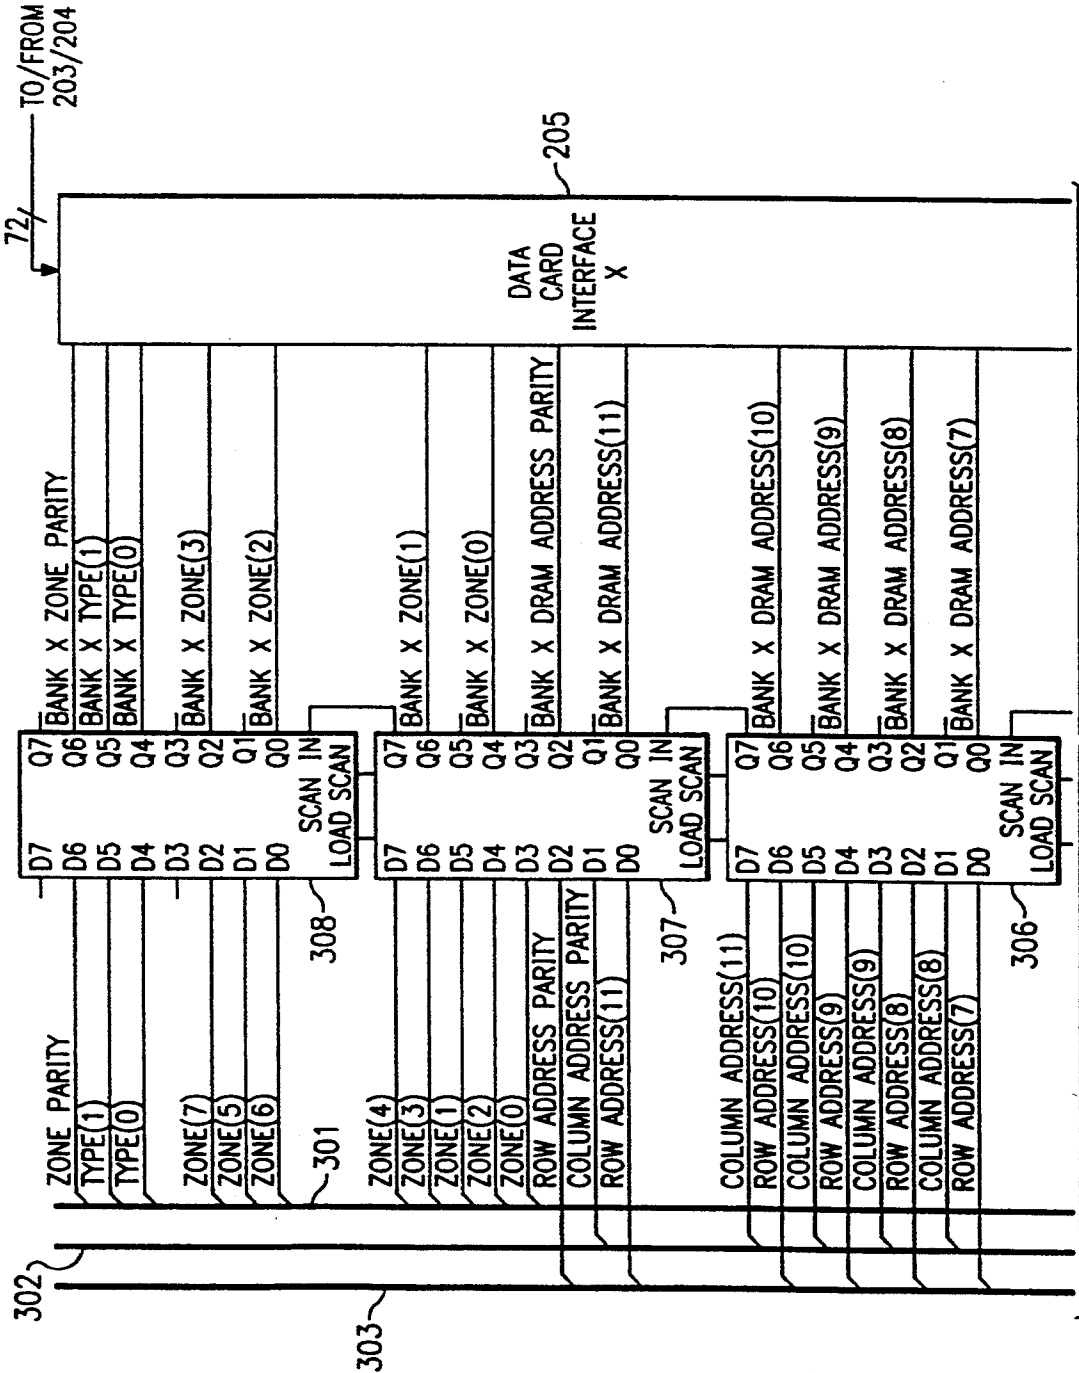 72
TO/FROM
203/204
205
DATA
CARD
INTERFACE
X
BANK X ZONE PARITY
BANK X TYPE(1)
BANK X TYPE(0)
BANK X ZONE(3)
BANK X ZONE(2)
BANK X ZONE(1)
BANK X ZONE(0)
BANK X DRAM ADDRESS PARITY
BANK X DRAM ADDRESS(11)
BANK X DRAM ADDRESS(10)
BANK X DRAM ADDRESS(9)
BANK X DRAM ADDRESS(8)
BANK X DRAM ADDRESS(7)
D7 Q7
D6 Q6
D5 Q5
D4 Q4
D3 Q3
D2 Q2
D1 Q1
D0 Q0
SCAN IN
LOAD SCAN
308
D7 Q7
D6 Q6
D5 Q5
D4 Q4
D3 Q3
D2 Q2
D1 Q1
D0 Q0
SCAN IN
LOAD SCAN
307
D7 Q7
D6 Q6
D5 Q5
D4 Q4
D3 Q3
D2 Q2
D1 Q1
D0 Q0
SCAN IN
LOAD SCAN
306
ZONE PARITY
TYPE(1)
TYPE(0)
ZONE(7)
ZONE(5)
ZONE(6)
301
ZONE(4)
ZONE(3)
ZONE(1)
ZONE(2)
ZONE(0)
ROW ADDRESS PARITY
COLUMN ADDRESS PARITY
ROW ADDRESS(11)
COLUMN ADDRESS(11)
ROW ADDRESS(10)
COLUMN ADDRESS(10)
ROW ADDRESS(9)
COLUMN ADDRESS(9)
ROW ADDRESS(8)
COLUMN ADDRESS(8)
ROW ADDRESS(7)
302
303